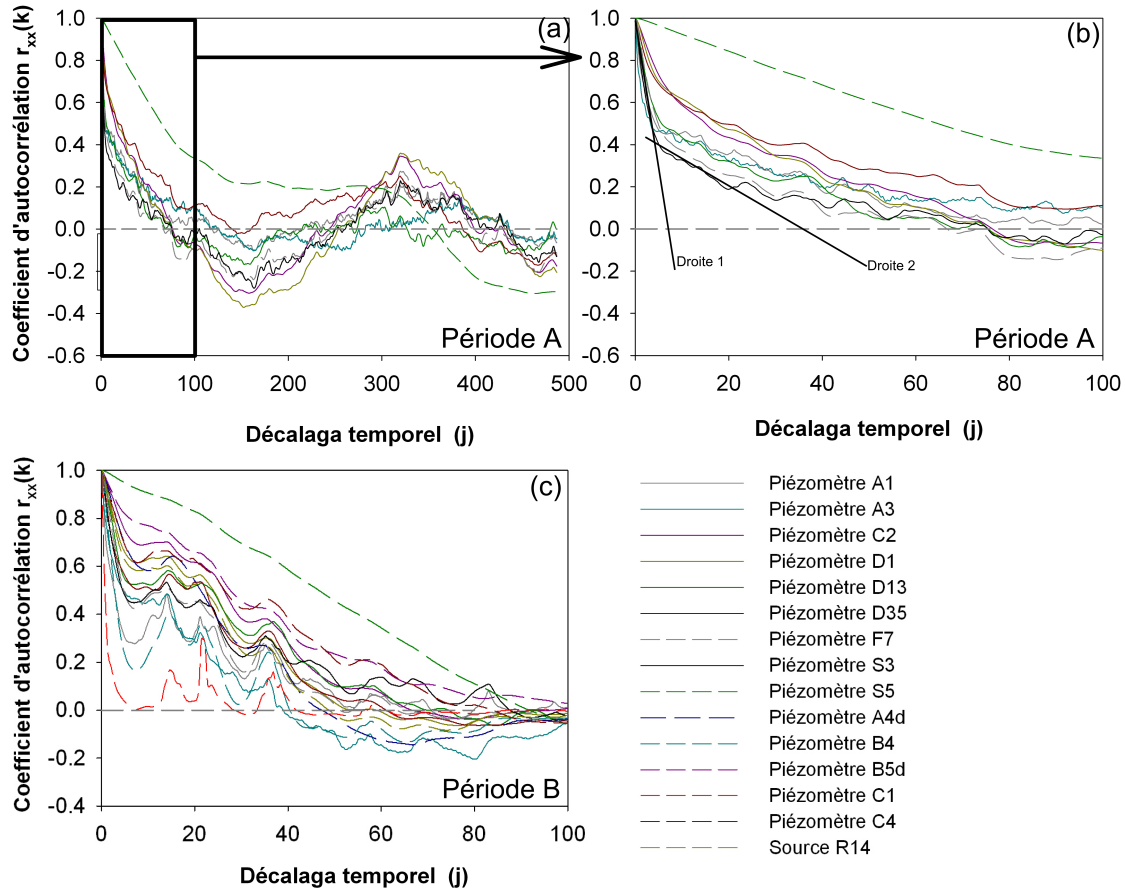 Coefficient d'autocorrélation rxx(k)
1.0
0.8
0.6
0.4
0.2
0.0
-0.2
-0.4
-0.6
(a)
Période A
0
100
200
300
400
500
Décalaga temporel (j)
1.0
0.8
0.6
0.4
0.2
0.0
-0.2
-0.4
-0.6
(b)
Droite 1
Droite 2
Période A
0
20
40
60
80
100
Décalaga temporel (j)
Coefficient d'autocorrélation rxx(k)
1.0
0.8
0.6
0.4
0.2
0.0
-0.2
-0.4
(c)
Période B
0
20
40
60
80
100
Décalaga temporel (j)
Piézomètre A1
Piézomètre A3
Piézomètre C2
Piézomètre D1
Piézomètre D13
Piézomètre D35
Piézomètre F7
Piézomètre S3
Piézomètre S5
Piézomètre A4d
Piézomètre B4
Piézomètre B5d
Piézomètre C1
Piézomètre C4
Source R14